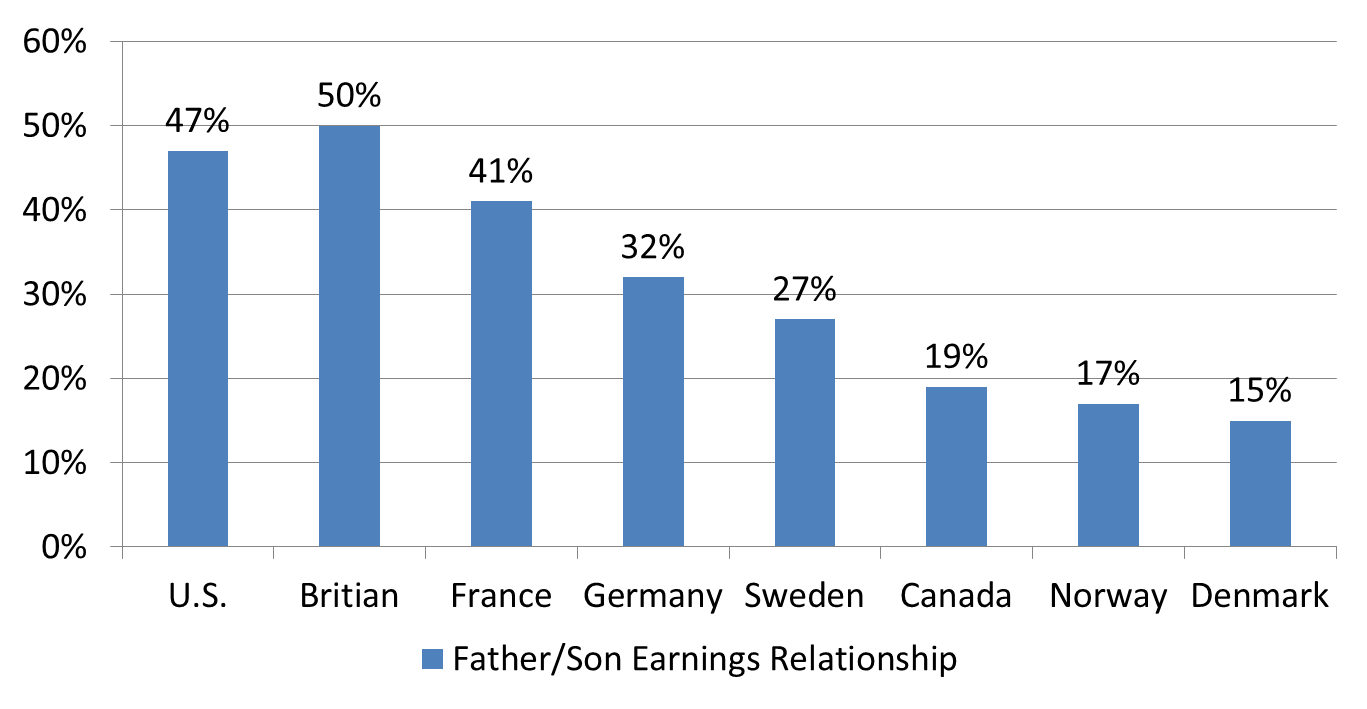 60%
50%
40%
30%
20%
10%
0%
47%
50%
41%
32%
27%
19%
17%
15%
U.S.
Britian
France
Germany
Sweden
Canada
Norway
Denmark
Father/Son Earnings Relationship